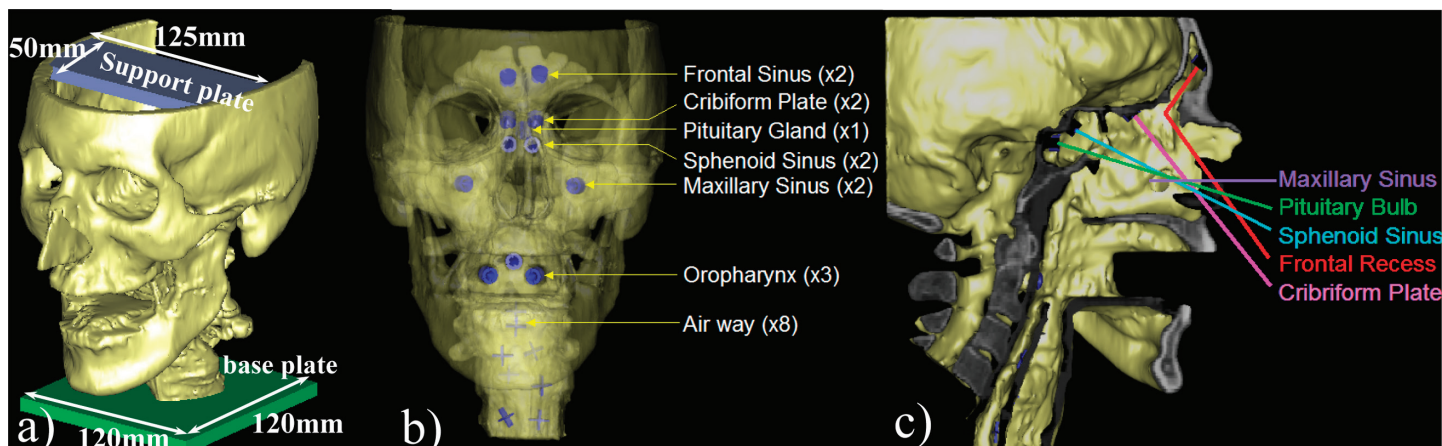 125mm
50mm
Support plate
base plate
120mm
120mm
a)
Frontal Sinus (x2)
Cribiform Plate (x2)
Pituitary Gland (x1)
Sphenoid Sinus (x2)
Maxillary Sinus (x2)
Oropharynx (x3)
Air way (x8)
b)
Maxillary Sinus
Pituitary Bulb
Sphenoid Sinus
Frontal Recess
Cribriform Plate
c)